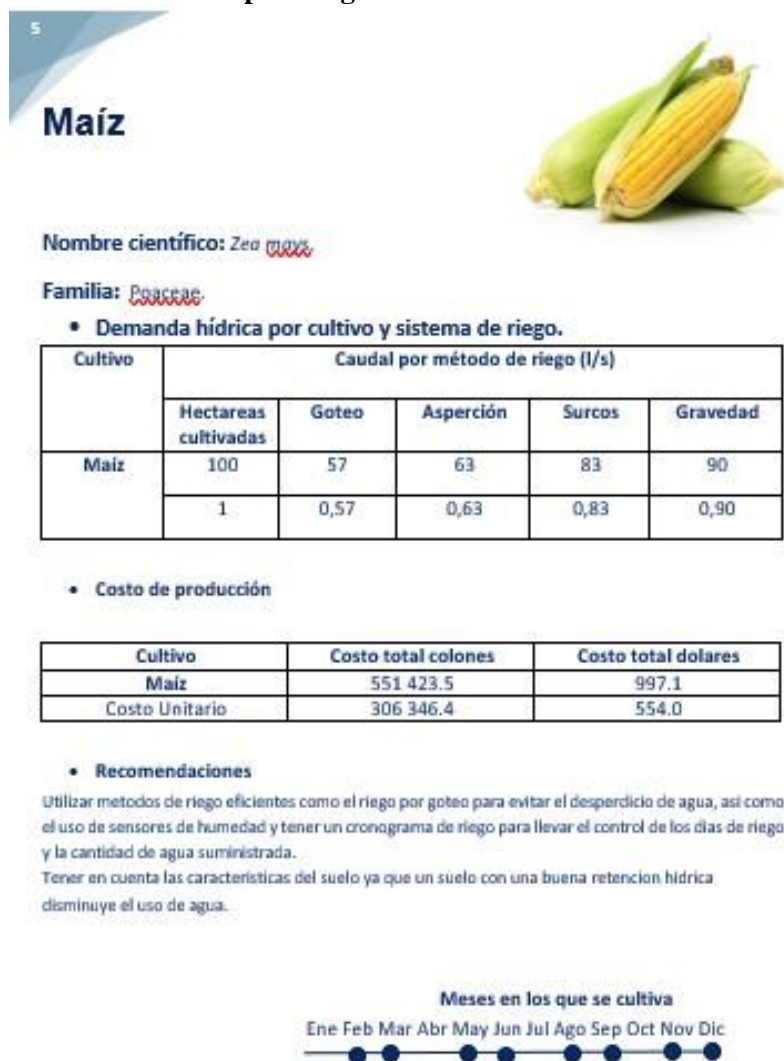 5
Maíz
Nombre científico: Zea mays.
Familia: Poaceae.
• Demanda hídrica por cultivo y sistema de riego.
Cultivo Caudal por método de riego (l/s)
Hectareas cultivadas Goteo Asperción Surcos Gravedad
Maíz 100 57 63 83 90
1 0,57 0,63 0,83 0,90
• Costo de producción
Cultivo Costo total colones Costo total dolares
Maíz 551 423.5 997.1
Costo Unitario 306 346.4 554.0
• Recomendaciones
Utilizar metodos de riego eficientes como el riego por goteo para evitar el desperdicio de agua, asi como
el uso de sensores de humedad y tener un cronograma de riego para llevar el control de los dias de riego
y la cantidad de agua suministrada.
Tener en cuenta las caracteristicas del suelo ya que un suelo con una buena retencion hidrica
disminuye el uso de agua.
Meses en los que se cultiva
Ene Feb Mar Abr May Jun Jul Ago Sep Oct Nov Dic